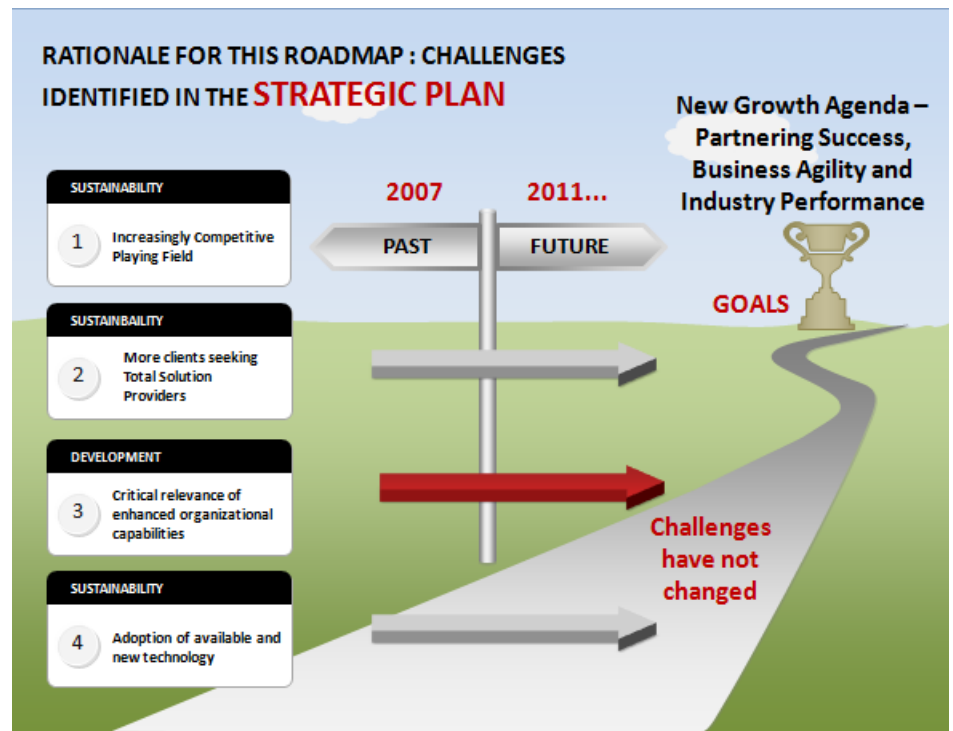 RATIONALE FOR THIS ROADMAP : CHALLENGES
IDENTIFIED IN THE STRATEGIC PLAN
New Growth Agenda –
Partnering Success,
Business Agility and
Industry Performance
SUSTAINABILITY
1
Increasingly Competitive
Playing Field
2007
2011...
PAST
FUTURE
GOALS
SUSTAINBAILITY
2
More clients seeking
Total Solution
Providers
DEVELOPMENT
3
Critical relevance of
enhanced organizational
capabilities
Challenges
have not
changed
SUSTAINABILITY
4
Adoption of available and
new technology